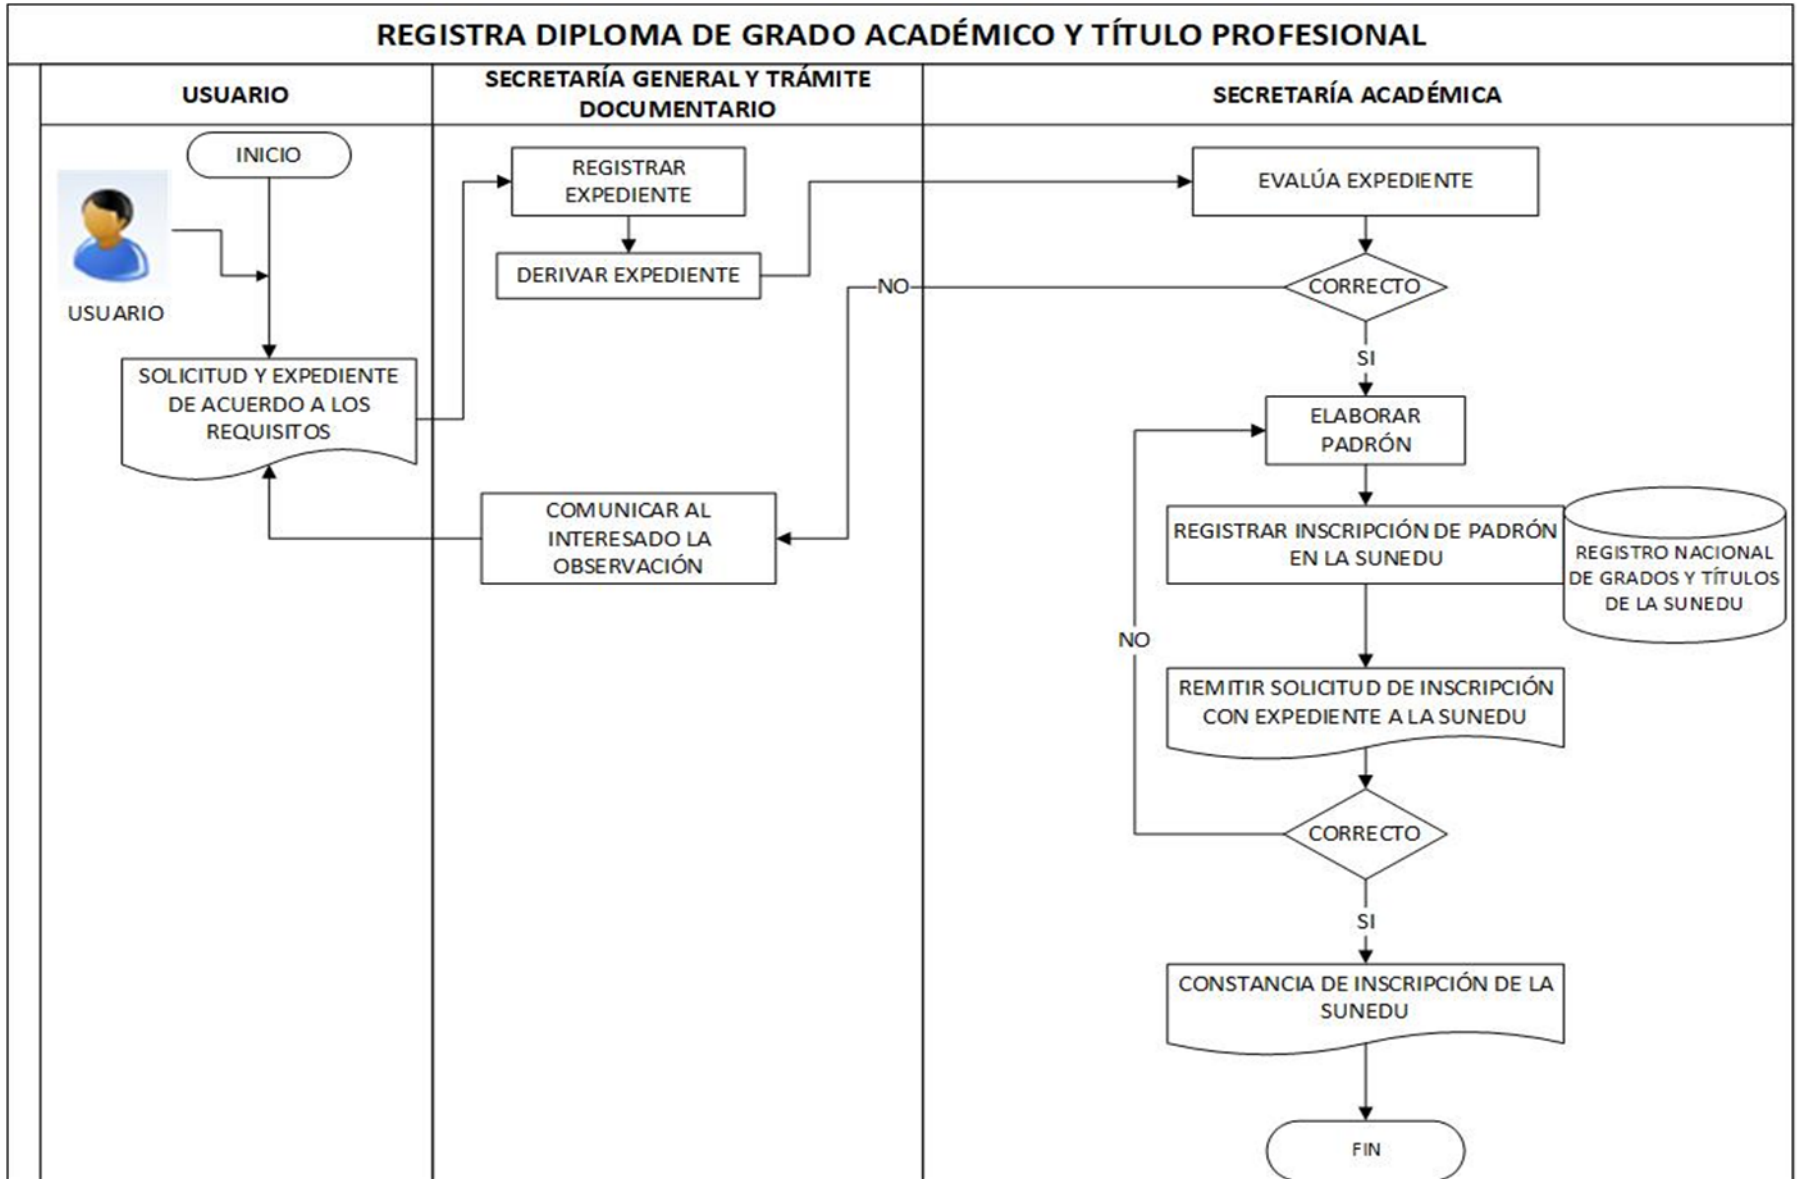 REGISTRA DIPLOMA DE GRADO ACADÉMICO Y TÍTULO PROFESIONAL
USUARIO
SECRETARÍA GENERAL Y TRÁMITE
DOCUMENTARIO
SECRETARÍA ACADÉMICA
INICIO
USUARIO
SOLICITUD Y EXPEDIENTE
DE ACUERDO A LOS
REQUISITOS
REGISTRAR
EXPEDIENTE
DERIVAR EXPEDIENTE
EVALÚA EXPEDIENTE
CORRECTO
NO
COMUNICAR AL
INTERESADO LA
OBSERVACIÓN
SI
ELABORAR
PADRÓN
REGISTRAR INSCRIPCIÓN DE PADRÓN
EN LA SUNEDU
REGISTRO NACIONAL
DE GRADOS Y TÍTULOS
DE LA SUNEDU
REMITIR SOLICITUD DE INSCRIPCIÓN
CON EXPEDIENTE A LA SUNEDU
CORRECTO
NO
SI
CONSTANCIA DE INSCRIPCIÓN DE LA
SUNEDU
FIN